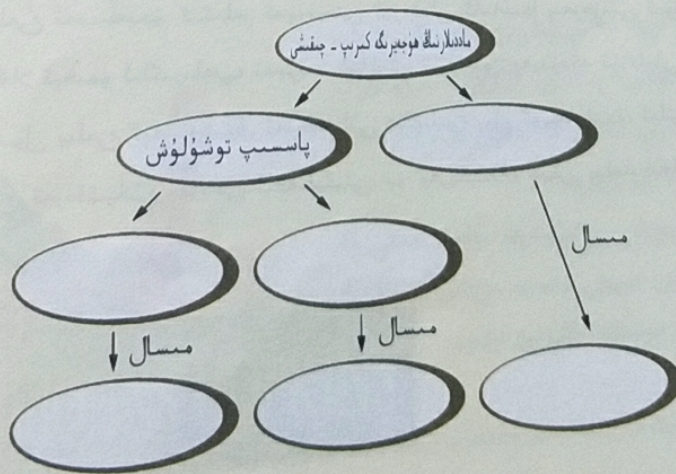 ماددىلارنىڭ ھۈجەيرىگە كىرىپ - چىقىشى
پاسسىپ توشۇلۇش
مىسال
مىسال
مىسال